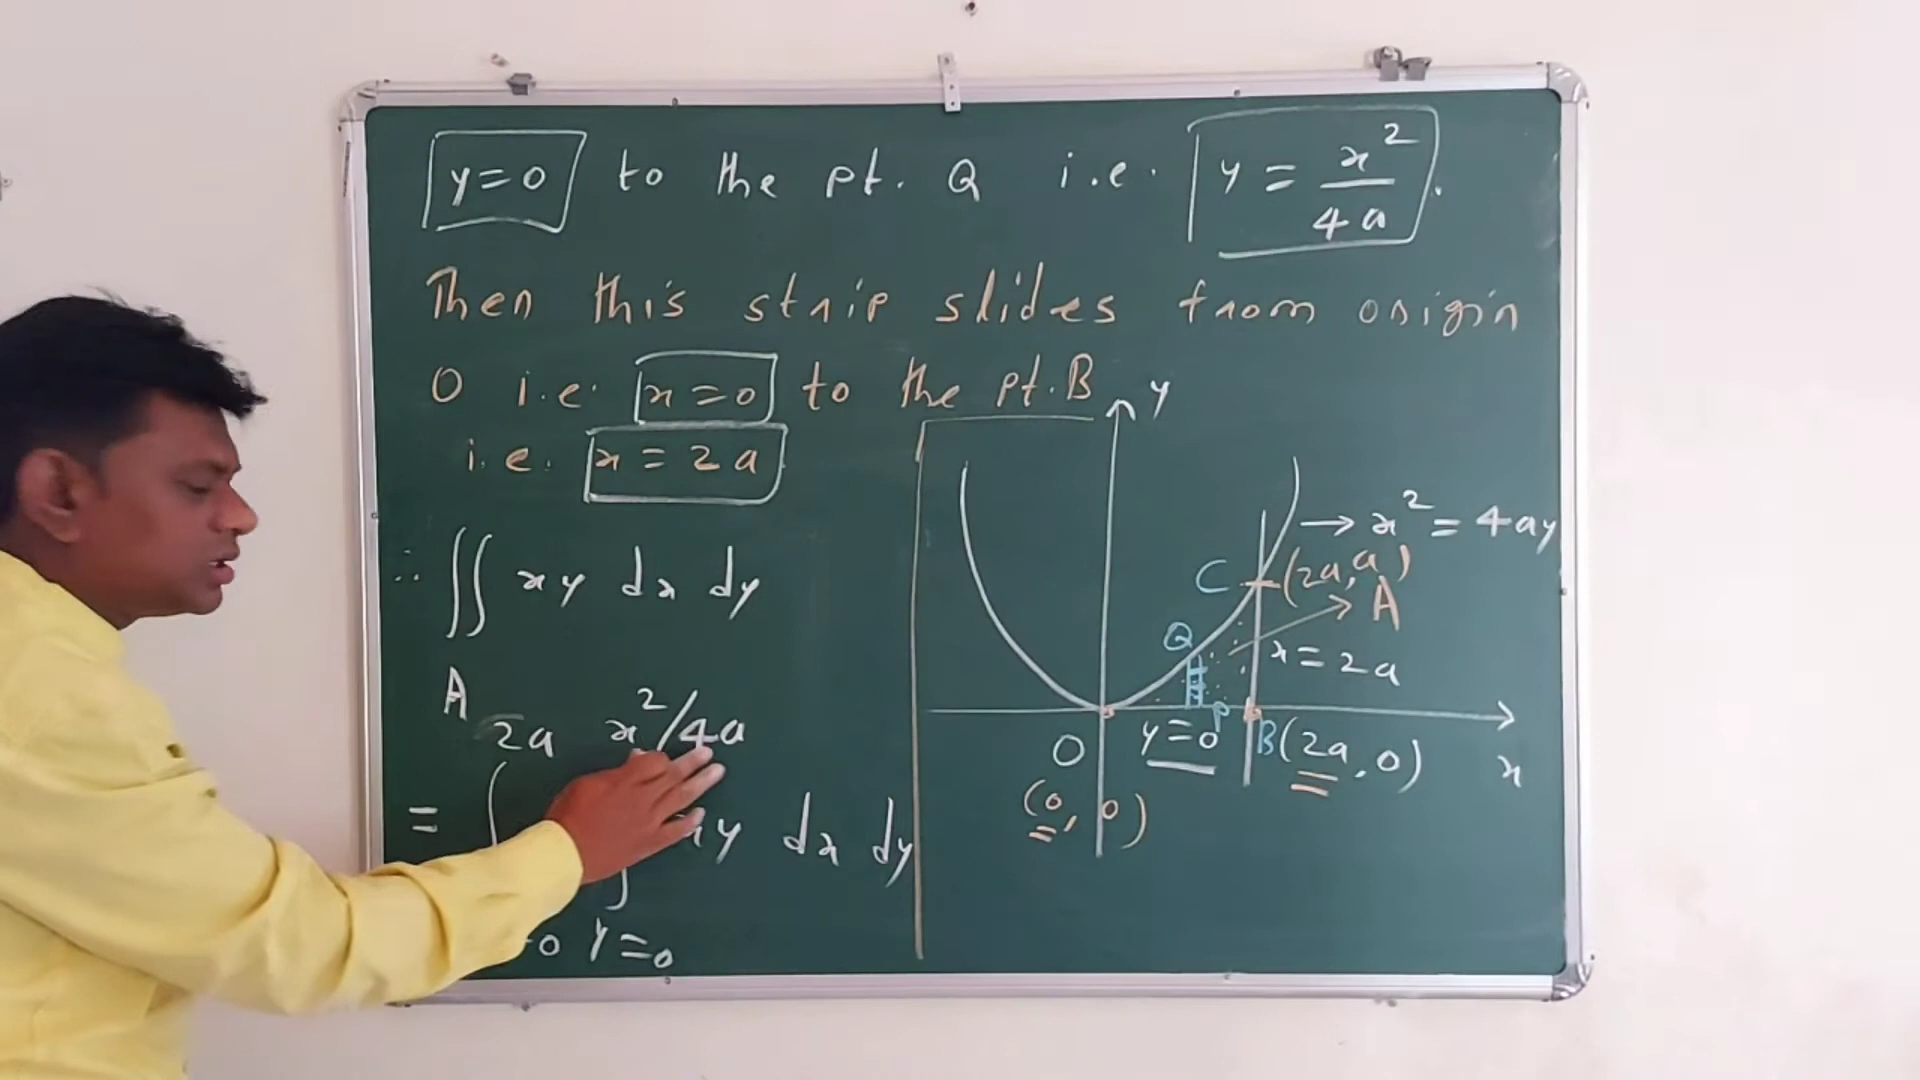 y=0 to the pt. Q i.e. y = x²/4a.
Then this strip slides from origin
O i.e. x=0 to the pt. B
i.e. x = 2a
∴ ∬ xy dx dy
A
2a x²/4a
= ∫ ∫ xy dx dy
=0 y=0
y
→ x² = 4ay
C (2a, a)
A
Q
x = 2a
P
O y=0 B(2a, 0) x
(0, 0)